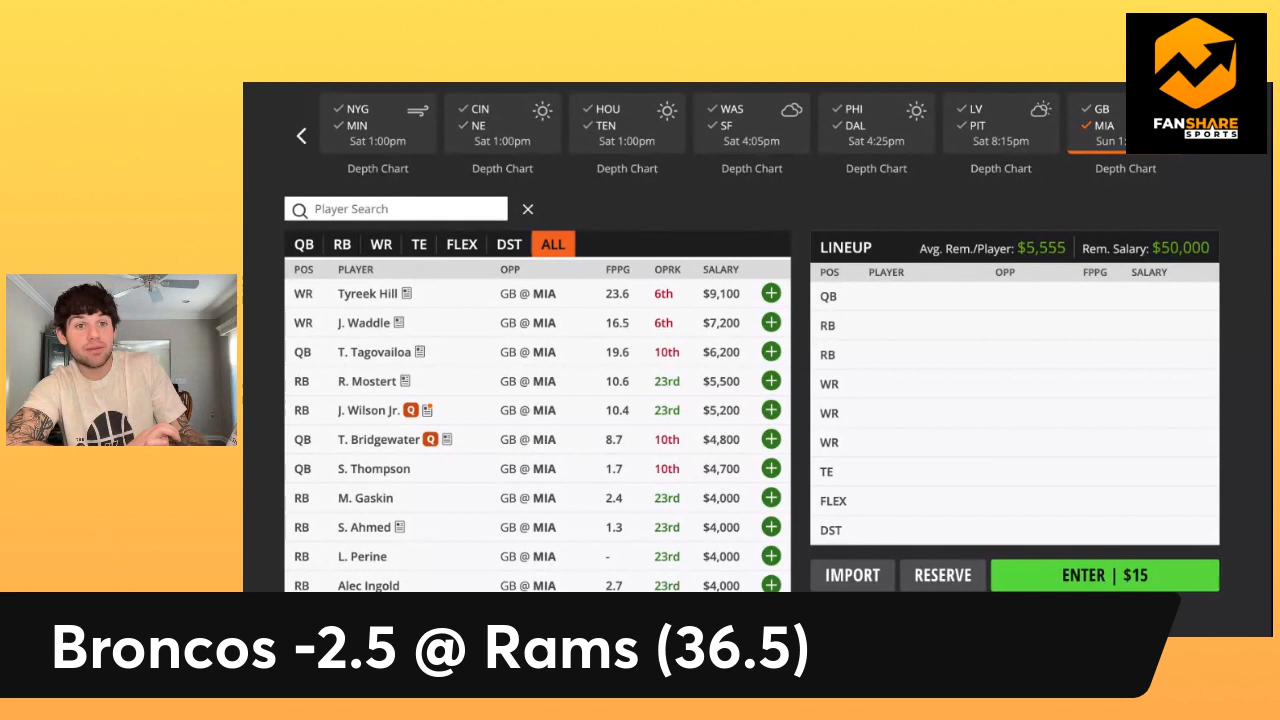 NYG
MIN
Sat 1:00pm
Depth Chart
CIN
NE
Sat 1:00pm
Depth Chart
HOU
TEN
Sat 1:00pm
Depth Chart
WAS
SF
Sat 4:05pm
Depth Chart
PHI
DAL
Sat 4:25pm
Depth Chart
LV
PIT
Sat 8:15pm
Depth Chart
GB
MIA
Sun 1:
Depth Chart
FANSHARE
SPORTS
Player Search
QB RB WR TE FLEX DST ALL
POS PLAYER OPP FPPG OPRK SALARY
WR Tyreek Hill GB @ MIA 23.6 6th $9,100
WR J. Waddle GB @ MIA 16.5 6th $7,200
QB T. Tagovailoa GB @ MIA 19.6 10th $6,200
RB R. Mostert GB @ MIA 10.6 23rd $5,500
RB J. Wilson Jr. Q GB @ MIA 10.4 23rd $5,200
QB T. Bridgewater Q GB @ MIA 8.7 10th $4,800
QB S. Thompson GB @ MIA 1.7 10th $4,700
RB M. Gaskin GB @ MIA 2.4 23rd $4,000
RB S. Ahmed GB @ MIA 1.3 23rd $4,000
RB L. Perine GB @ MIA - 23rd $4,000
RB Alec Ingold GB @ MIA 2.7 23rd $4,000
LINEUP Avg. Rem./Player: $5,555 Rem. Salary: $50,000
POS PLAYER OPP FPPG SALARY
QB
RB
RB
WR
WR
WR
TE
FLEX
DST
IMPORT RESERVE ENTER | $15
Broncos -2.5 @ Rams (36.5)